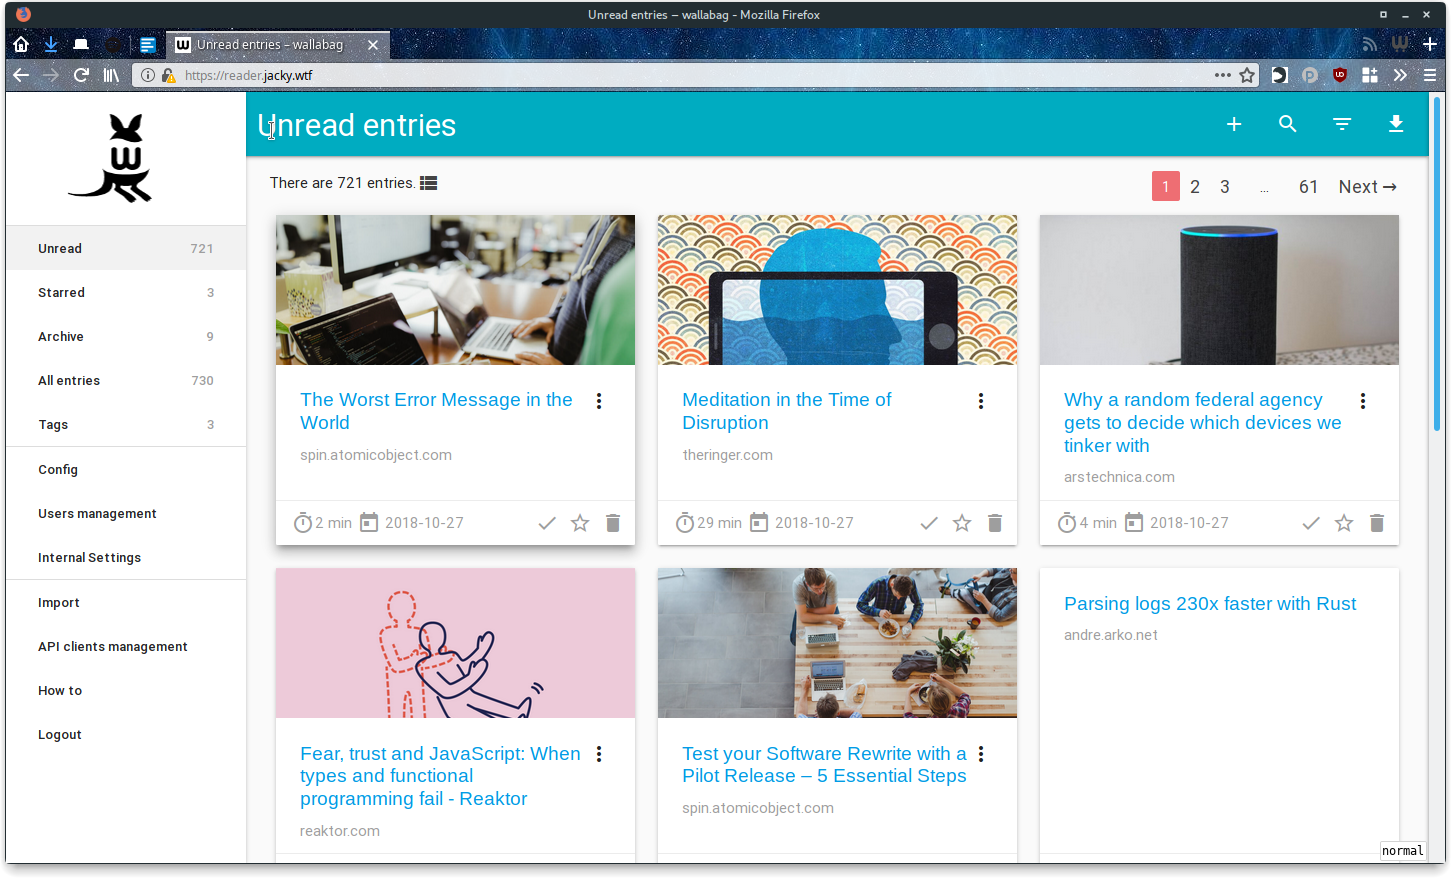 Unread entries – wallabag - Mozilla Firefox
Unread entries – wallabag
https://reader.jacky.wtf
W
Unread entries
There are 721 entries.
1 2 3 ... 61 Next →
Unread 721
Starred 3
Archive 9
All entries 730
Tags 3
Config
Users management
Internal Settings
Import
API clients management
How to
Logout
The Worst Error Message in the
World
spin.atomicobject.com
2 min 2018-10-27
Meditation in the Time of
Disruption
theringer.com
29 min 2018-10-27
Why a random federal agency
gets to decide which devices we
tinker with
arstechnica.com
4 min 2018-10-27
Fear, trust and JavaScript: When
types and functional
programming fail - Reaktor
reaktor.com
Test your Software Rewrite with a
Pilot Release – 5 Essential Steps
spin.atomicobject.com
Parsing logs 230x faster with Rust
andre.arko.net
normal